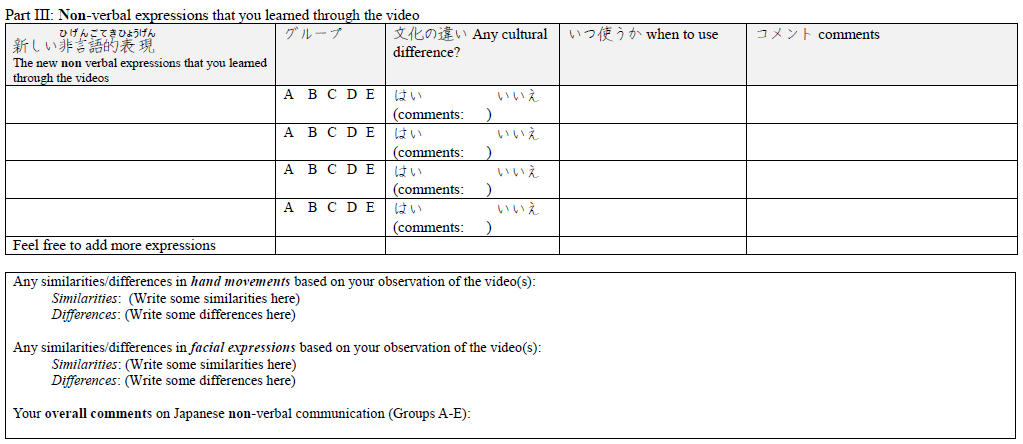 Part III: Non-verbal expressions that you learned through the video
ひげんごてきひょうげん
新しい非言語的表現
The new non verbal expressions that you learned
through the videos
グループ
文化の違い Any cultural
difference?
いつ使うか when to use
コメント comments
A B C D E
はい いいえ
(comments: )
A B C D E
はい いいえ
(comments: )
A B C D E
はい いいえ
(comments: )
A B C D E
はい いいえ
(comments: )
Feel free to add more expressions
Any similarities/differences in hand movements based on your observation of the video(s):
Similarities: (Write some similarities here)
Differences: (Write some differences here)
Any similarities/differences in facial expressions based on your observation of the video(s):
Similarities: (Write some similarities here)
Differences: (Write some differences here)
Your overall comments on Japanese non-verbal communication (Groups A-E):